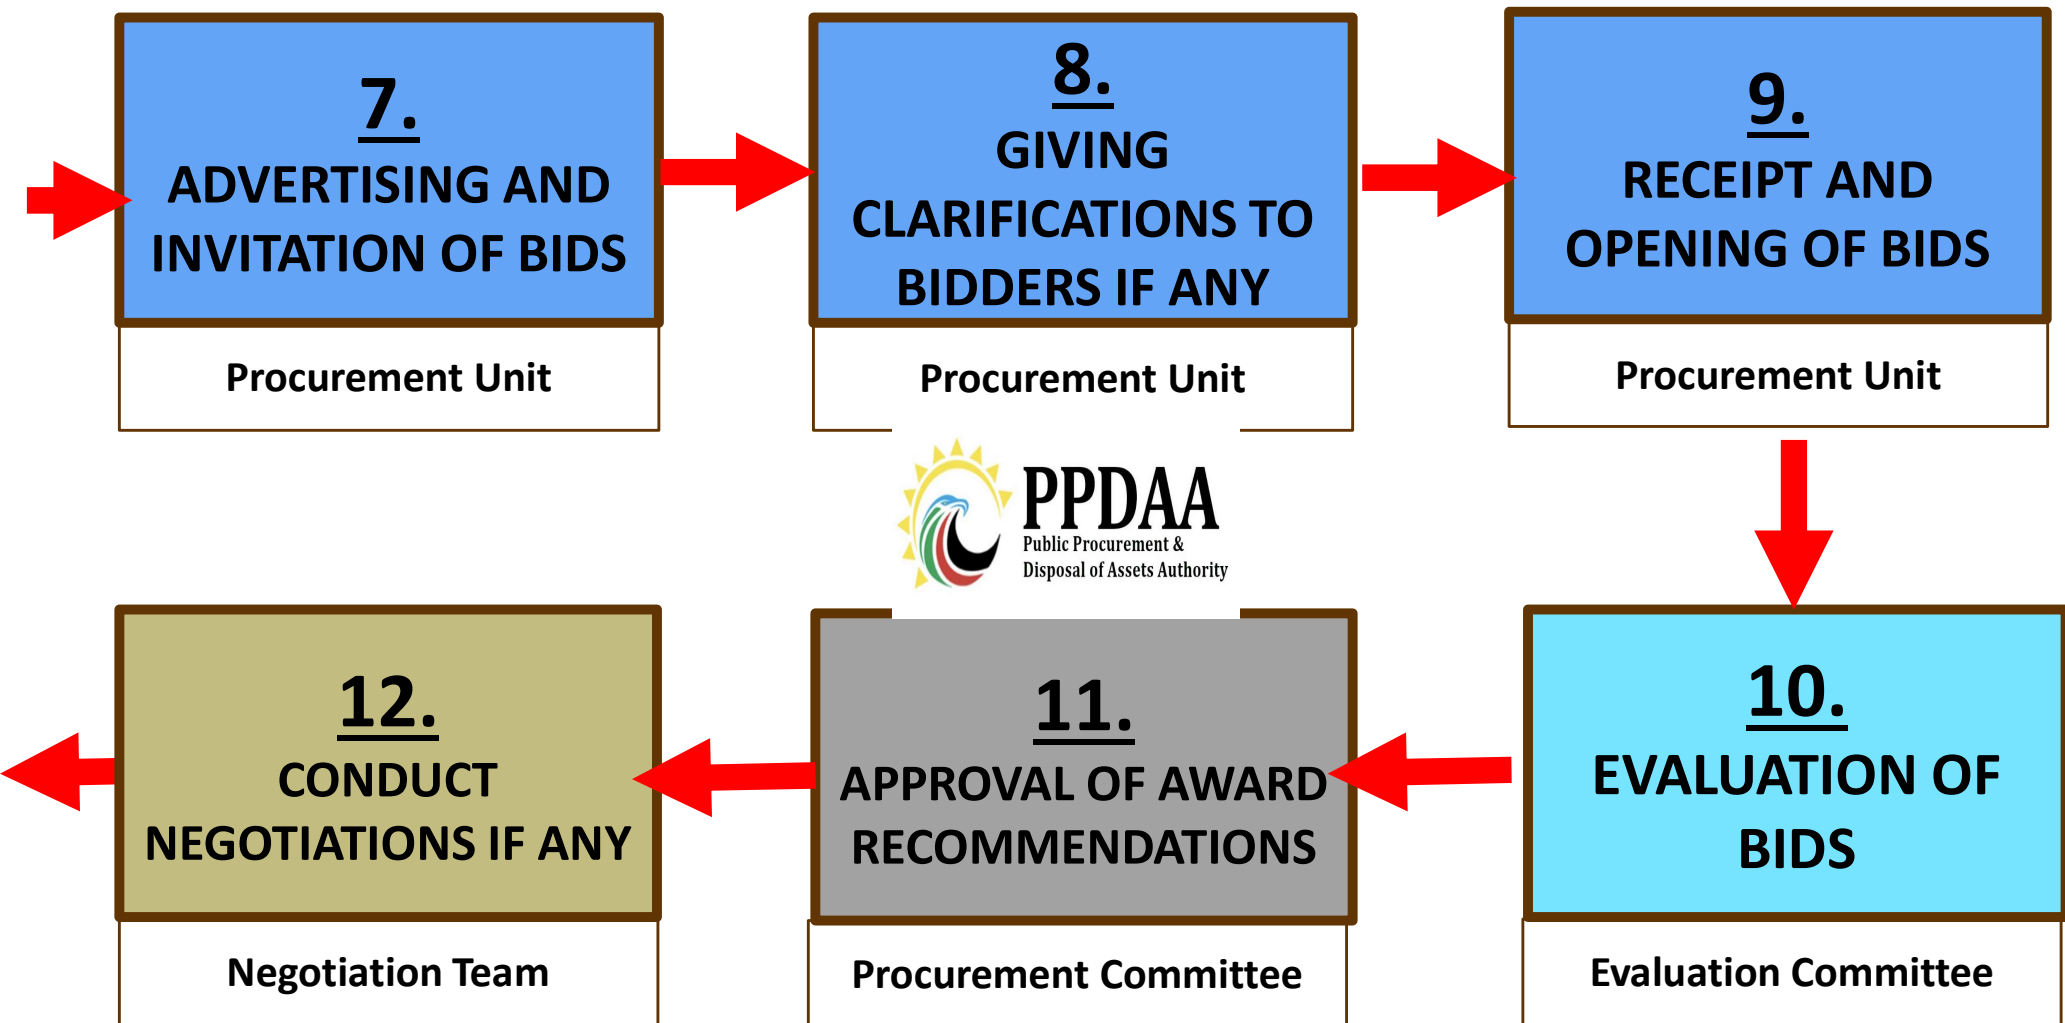 7.
ADVERTISING AND
INVITATION OF BIDS
Procurement Unit
8.
GIVING
CLARIFICATIONS TO
BIDDERS IF ANY
Procurement Unit
9.
RECEIPT AND
OPENING OF BIDS
Procurement Unit
PPDAA
Public Procurement &
Disposal of Assets Authority
10.
EVALUATION OF
BIDS
Evaluation Committee
11.
APPROVAL OF AWARD
RECOMMENDATIONS
Procurement Committee
12.
CONDUCT
NEGOTIATIONS IF ANY
Negotiation Team